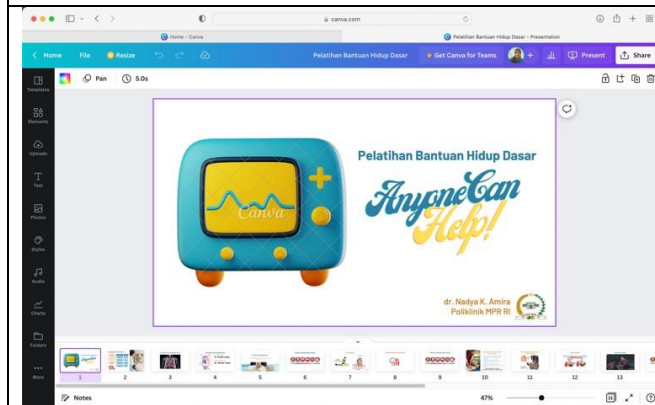 canva.com
Home – Canva
Pelatihan Bantuan Hidup Dasar – Presentation
Home
File
Resize
Pelatihan Bantuan Hidup Dasar
Get Canva for Teams
Present
Share
Templates
Pan
5.0s
Elements
Uploads
Text
Photos
Styles
Audio
Charts
Folders
More
Canva
Pelatihan Bantuan Hidup Dasar
Anyone Can
Help!
dr. Nadya K. Amira
Poliklinik MPR RI
1
2
3
4
5
6
7
8
9
10
11
12
13
Notes
47%